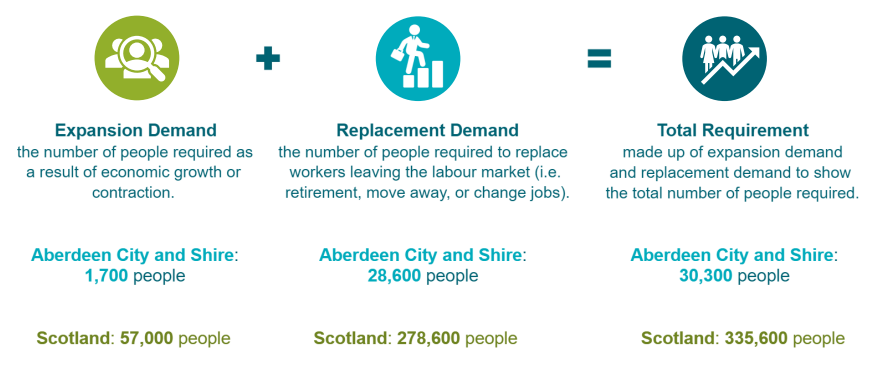 +
=
Expansion Demand
the number of people required as
a result of economic growth or
contraction.
Replacement Demand
the number of people required to replace
workers leaving the labour market (i.e.
retirement, move away, or change jobs).
Total Requirement
made up of expansion demand
and replacement demand to show
the total number of people required.
Aberdeen City and Shire:
1,700 people
Aberdeen City and Shire:
28,600 people
Aberdeen City and Shire:
30,300 people
Scotland: 57,000 people
Scotland: 278,600 people
Scotland: 335,600 people